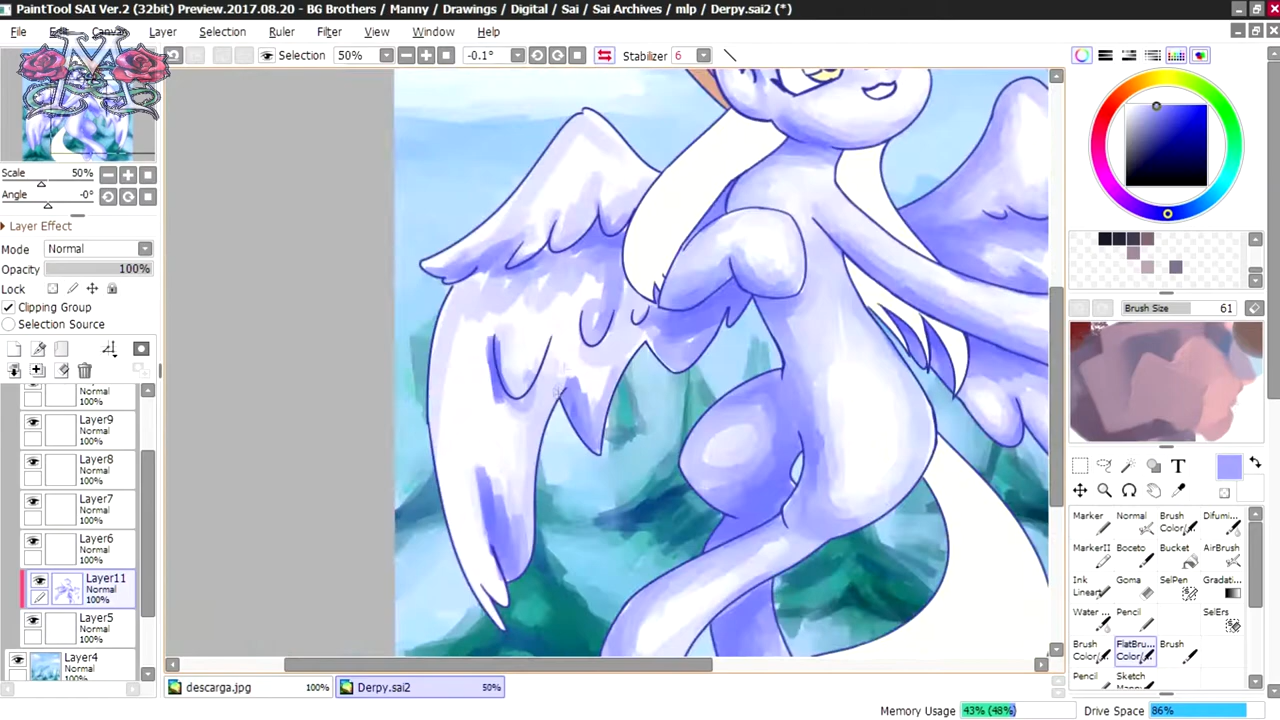 PaintTool SAI Ver.2 (32bit) Preview.2017.08.20 - BG Brothers / Manny / Drawings / Digital / Sai / Sai Archives / mlp / Derpy.sai2 (*)
File Edit Canvas Layer Selection Ruler Filter View Window Help
Selection 50% -0.1° Stabilizer 6
M
Scale 50%
Angle -0°
Layer Effect
Mode Normal
Opacity 100%
Lock
Clipping Group
Selection Source
Normal
100%
Layer9
Normal
100%
Layer8
Normal
100%
Layer7
Normal
100%
Layer6
Normal
100%
Layer11
Normal
100%
Layer5
Normal
100%
Layer4
Normal
100%
Brush Size 61
T
Marker Normal Brush Color/... Difumi...
MarkerII Boceto Bucket AirBrush
Ink Lineart Goma SelPen Gradati...
Water ... Pencil SelErs
Brush Color/... FlatBru... Color/... Brush
Pencil Sketch Manny
descarga.jpg 100% Derpy.sai2 50%
Memory Usage 43% (48%) Drive Space 86%